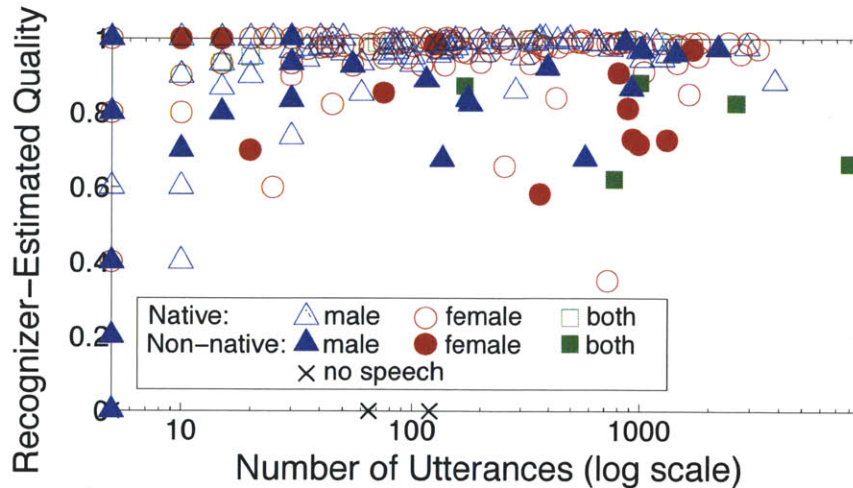 Recognizer-Estimated Quality
1
0.8
0.6
0.4
0.2
0
Native: male female both
Non-native: male female both
no speech
10 100 1000
Number of Utterances (log scale)